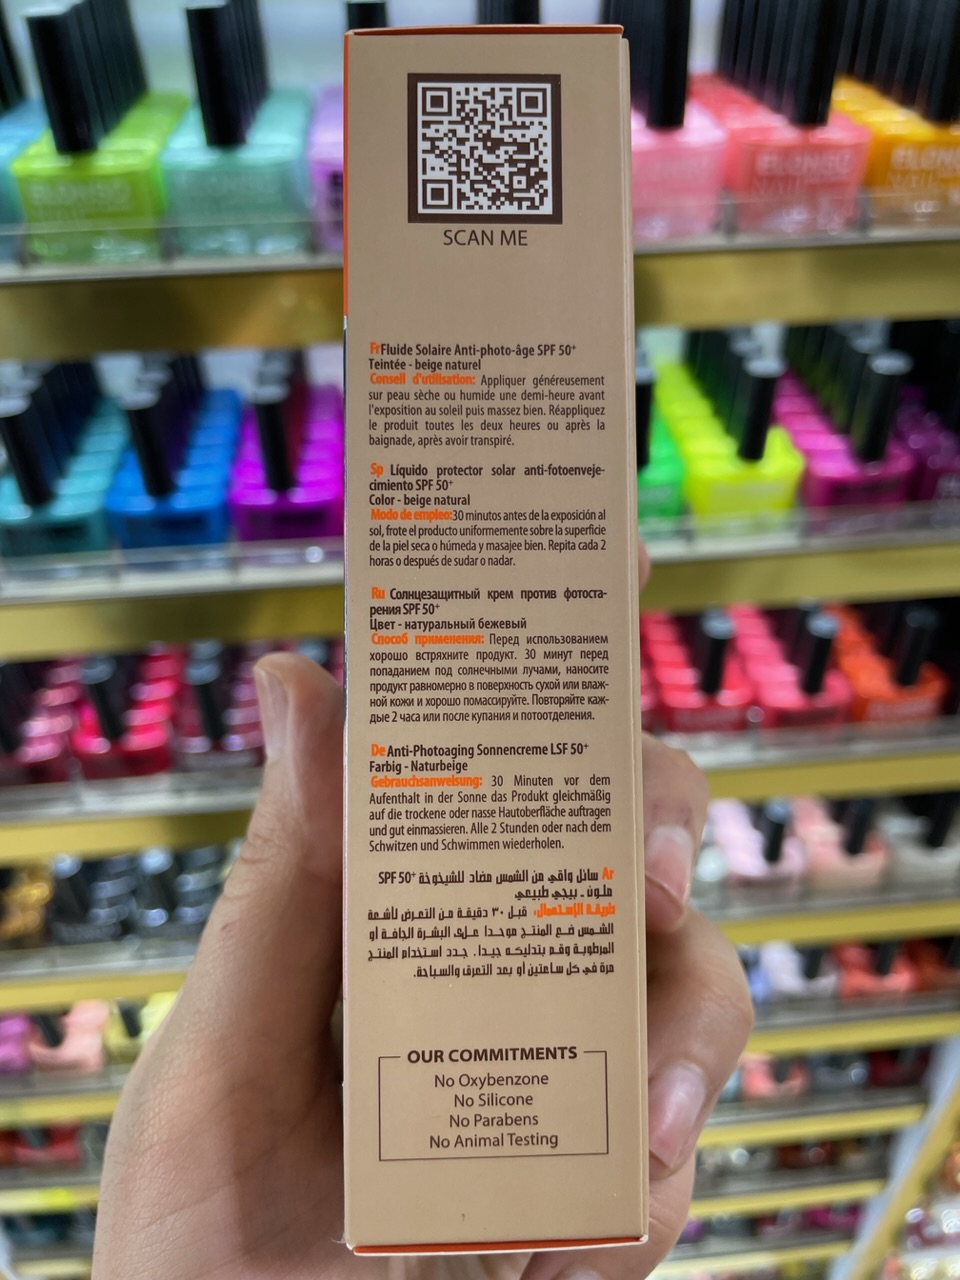 ELONSO
ELONSO
NAIL
ELONSO
NAIL
SCAN ME
Fr Fluide Solaire Anti-photo-âge SPF 50+
Teintée - beige naturel
Conseil d'utilisation: Appliquer généreusement
sur peau sèche ou humide une demi-heure avant
l'exposition au soleil puis massez bien. Réappliquez
le produit toutes les deux heures ou après la
baignade, après avoir transpiré.
Sp Líquido protector solar anti-fotoenveje-
cimiento SPF 50+
Color - beige natural
Modo de empleo:30 minutos antes de la exposición al
sol, frote el producto uniformemente sobre la superficie
de la piel seca o húmeda y masajee bien. Repita cada 2
horas o después de sudar o nadar.
Ru Солнцезащитный крем против фотоста-
рения SPF 50+
Цвет - натуральный бежевый
Способ применения: Перед использованием
хорошо встряхните продукт. 30 минут перед
попаданием под солнечными лучами, наносите
продукт равномерно в поверхность сухой или влаж-
ной кожи и хорошо помассируйте. Повторяйте каж-
дые 2 часа или после купания и потоотделения.
De Anti-Photoaging Sonnencreme LSF 50+
Farbig - Naturbeige
Gebrauchsanweisung: 30 Minuten vor dem
Aufenthalt in der Sonne das Produkt gleichmäßig
auf die trockene oder nasse Hautoberfläche auftragen
und gut einmassieren. Alle 2 Stunden oder nach dem
Schwitzen und Schwimmen wiederholen.
Ar سائل واقي من الشمس مضاد للشيخوخة SPF 50+
ملون - بيجي طبيعي
طريقة الإستعمال: قبل ٣٠ دقيقة من التعرض لأشعة
الشمس ضع المنتج موحدا على البشرة الجافة أو
المرطوبة وقم بتدليكه جيدا. جدد استخدام المنتج
مرة في كل ساعتين أو بعد التعرق والسباحة.
OUR COMMITMENTS
No Oxybenzone
No Silicone
No Parabens
No Animal Testing